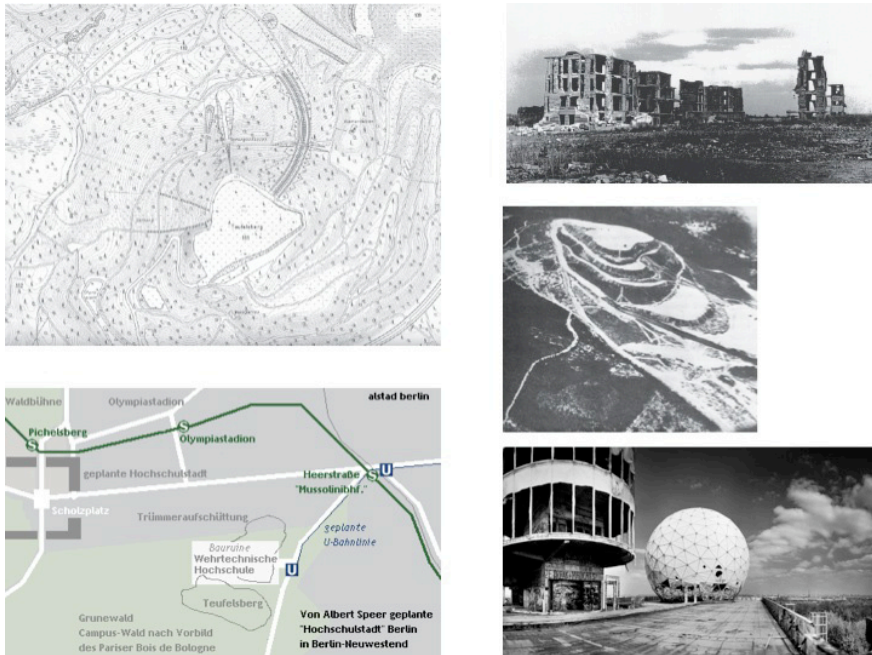 Teufelsberg
Waldbühne
Olympiastadion
alstad berlin
Pichelsberg
S
S
Olympiastadion
geplante Hochschulstadt
Heerstraße
S
U
"Mussolinibhf."
Scholzplatz
Trümmeraufschüttung
geplante
U-Bahnlinie
Bauruine
Wehrtechnische
Hochschule
U
Teufelsberg
Grunewald
Campus-Wald nach Vorbild
des Pariser Bois de Bologne
Von Albert Speer geplante
"Hochschulstadt" Berlin
in Berlin-Neuwestend